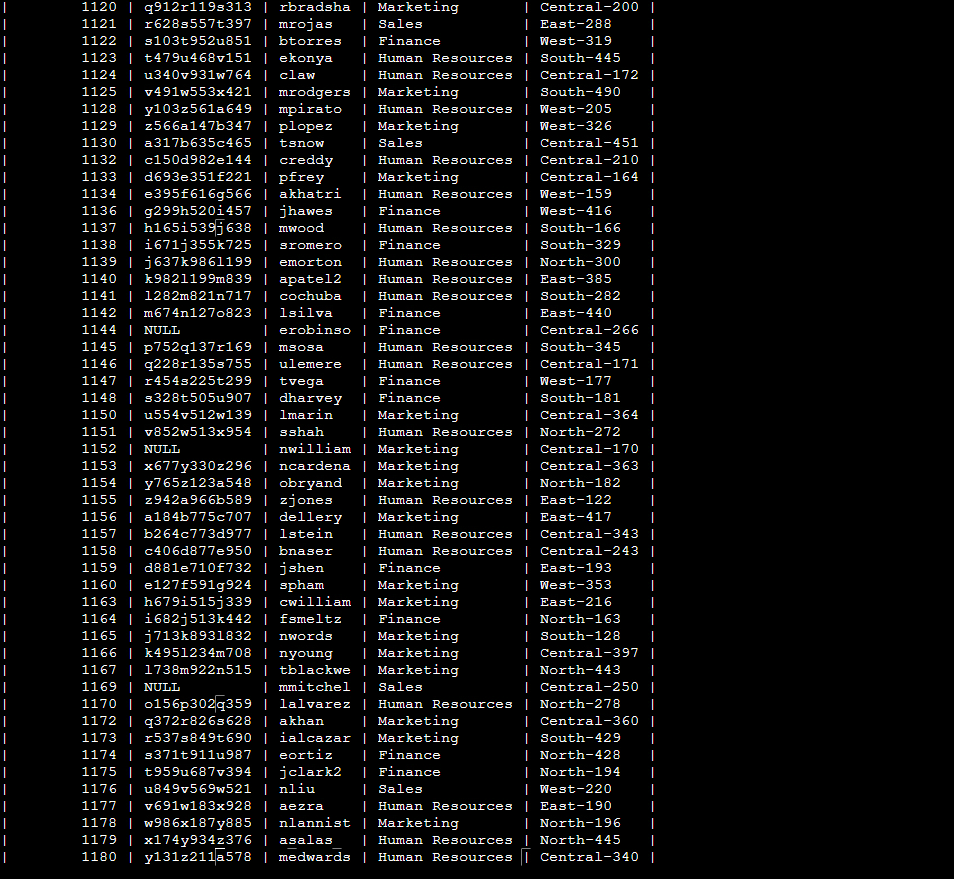 | 1120 | q912r119s313 | rbradsha | Marketing | Central-200 |
| 1121 | r628s557t397 | mrojas | Sales | East-288 |
| 1122 | s103t952u851 | btorres | Finance | West-319 |
| 1123 | t479u468v151 | ekonya | Human Resources | South-445 |
| 1124 | u340v931w764 | claw | Human Resources | Central-172 |
| 1125 | v491w553x421 | mrodgers | Marketing | South-490 |
| 1128 | y103z561a649 | mpirato | Human Resources | West-205 |
| 1129 | z566a147b347 | plopez | Marketing | West-326 |
| 1130 | a317b635c465 | tsnow | Sales | Central-451 |
| 1132 | c150d982e144 | creddy | Human Resources | Central-210 |
| 1133 | d693e351f221 | pfrey | Marketing | Central-164 |
| 1134 | e395f616g566 | akhatri | Human Resources | West-159 |
| 1136 | g299h520i457 | jhawes | Finance | West-416 |
| 1137 | h165i539j638 | mwood | Human Resources | South-166 |
| 1138 | i671j355k725 | sromero | Finance | South-329 |
| 1139 | j637k986l199 | emorton | Human Resources | North-300 |
| 1140 | k982l199m839 | apatel2 | Human Resources | East-385 |
| 1141 | l282m821n717 | cochuba | Human Resources | South-282 |
| 1142 | m674n127o823 | lsilva | Finance | East-440 |
| 1144 | NULL | erobinso | Finance | Central-266 |
| 1145 | p752q137r169 | msosa | Human Resources | South-345 |
| 1146 | q228r135s755 | ulemere | Human Resources | Central-171 |
| 1147 | r454s225t299 | tvega | Finance | West-177 |
| 1148 | s328t505u907 | dharvey | Finance | South-181 |
| 1150 | u554v512w139 | lmarin | Marketing | Central-364 |
| 1151 | v852w513x954 | sshah | Human Resources | North-272 |
| 1152 | NULL | nwilliam | Marketing | Central-170 |
| 1153 | x677y330z296 | ncardena | Marketing | Central-363 |
| 1154 | y765z123a548 | obryand | Marketing | North-182 |
| 1155 | z942a966b589 | zjones | Human Resources | East-122 |
| 1156 | a184b775c707 | dellery | Marketing | East-417 |
| 1157 | b264c773d977 | lstein | Human Resources | Central-343 |
| 1158 | c406d877e950 | bnaser | Human Resources | Central-243 |
| 1159 | d881e710f732 | jshen | Finance | East-193 |
| 1160 | e127f591g924 | spham | Marketing | West-353 |
| 1163 | h679i515j339 | cwilliam | Marketing | East-216 |
| 1164 | i682j513k442 | fsmeltz | Finance | North-163 |
| 1165 | j713k893l832 | nwords | Marketing | South-128 |
| 1166 | k495l234m708 | nyoung | Marketing | Central-397 |
| 1167 | l738m922n515 | tblackwe | Marketing | North-443 |
| 1169 | NULL | mmitchel | Sales | Central-250 |
| 1170 | o156p302q359 | lalvarez | Human Resources | North-278 |
| 1172 | q372r826s628 | akhan | Marketing | Central-360 |
| 1173 | r537s849t690 | ialcazar | Marketing | South-429 |
| 1174 | s371t911u987 | eortiz | Finance | North-428 |
| 1175 | t959u687v394 | jclark2 | Finance | North-194 |
| 1176 | u849v569w521 | nliu | Sales | West-220 |
| 1177 | v691w183x928 | aezra | Human Resources | East-190 |
| 1178 | w986x187y885 | nlannist | Marketing | North-196 |
| 1179 | x174y934z376 | asalas | Human Resources | North-445 |
| 1180 | y131z211a578 | medwards | Human Resources | Central-340 |